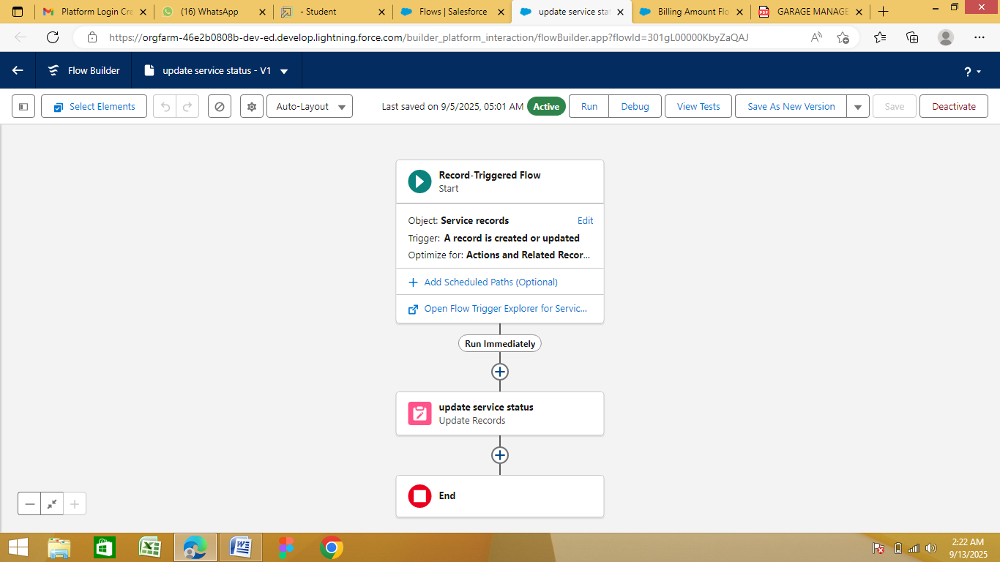 Platform Login Cre
(16) WhatsApp
- Student
Flows | Salesforce
update service stat
Billing Amount Flo
GARAGE MANAGE
https://orgfarm-46e2b0808b-dev-ed.develop.lightning.force.com/builder_platform_interaction/flowBuilder.app?flowId=301gL00000KbyZaQAJ
Flow Builder
update service status - V1
?
Select Elements
Auto-Layout
Last saved on 9/5/2025, 05:01 AM
Active
Run
Debug
View Tests
Save As New Version
Save
Deactivate
Record-Triggered Flow
Start
Object: Service records
Edit
Trigger: A record is created or updated
Optimize for: Actions and Related Recor...
Add Scheduled Paths (Optional)
Open Flow Trigger Explorer for Servic...
Run Immediately
update service status
Update Records
End
2:22 AM
9/13/2025